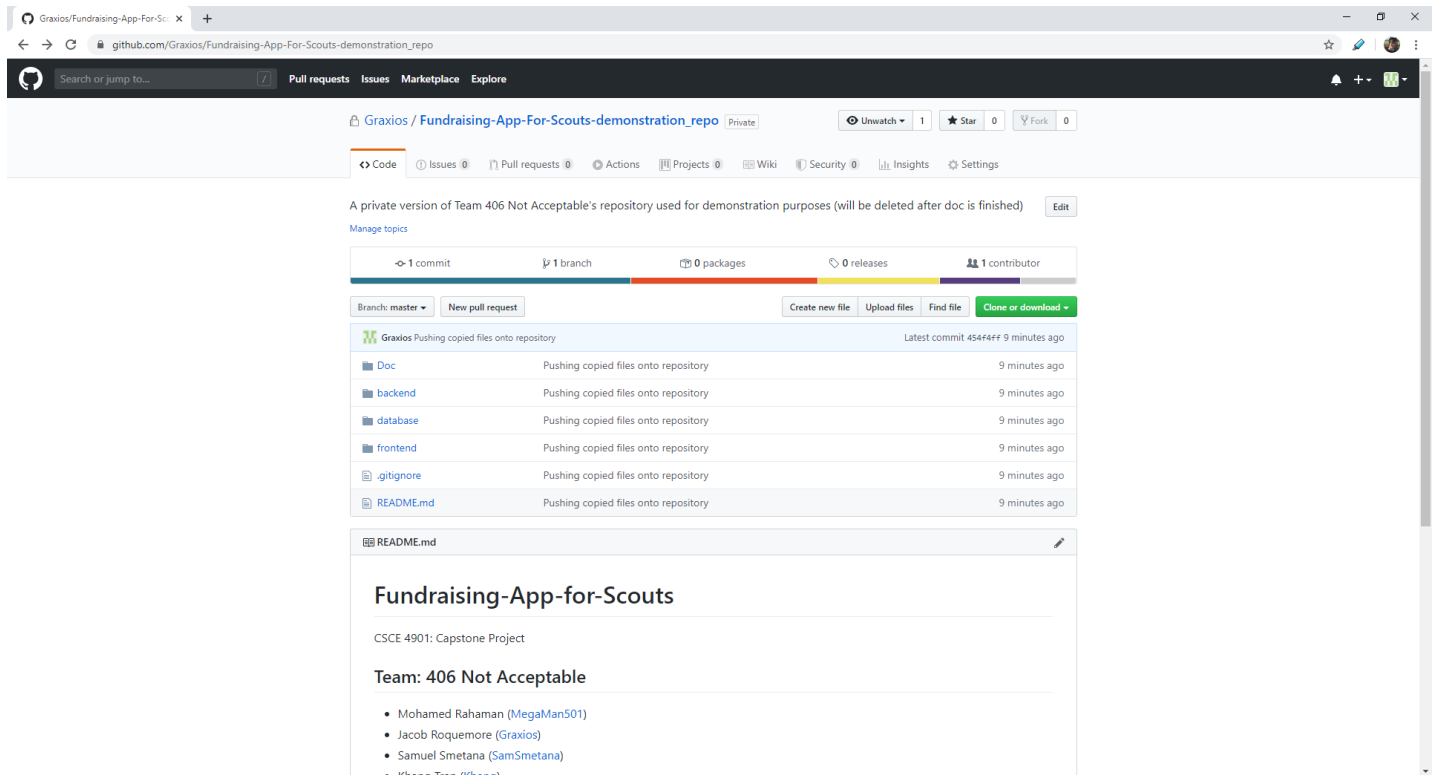 Graxios/Fundraising-App-For-Sc
github.com/Graxios/Fundraising-App-For-Scouts-demonstration_repo
Search or jump to... / Pull requests Issues Marketplace Explore
Graxios / Fundraising-App-For-Scouts-demonstration_repo Private Unwatch 1 Star 0 Fork 0
Code Issues 0 Pull requests 0 Actions Projects 0 Wiki Security 0 Insights Settings
A private version of Team 406 Not Acceptable's repository used for demonstration purposes (will be deleted after doc is finished) Edit
Manage topics
1 commit 1 branch 0 packages 0 releases 1 contributor
Branch: master New pull request Create new file Upload files Find file Clone or download
Graxios Pushing copied files onto repository Latest commit 454f4ff 9 minutes ago
Doc Pushing copied files onto repository 9 minutes ago
backend Pushing copied files onto repository 9 minutes ago
database Pushing copied files onto repository 9 minutes ago
frontend Pushing copied files onto repository 9 minutes ago
.gitignore Pushing copied files onto repository 9 minutes ago
README.md Pushing copied files onto repository 9 minutes ago
README.md
Fundraising-App-for-Scouts
CSCE 4901: Capstone Project
Team: 406 Not Acceptable
Mohamed Rahaman (MegaMan501)
Jacob Roquemore (Graxios)
Samuel Smetana (SamSmetana)